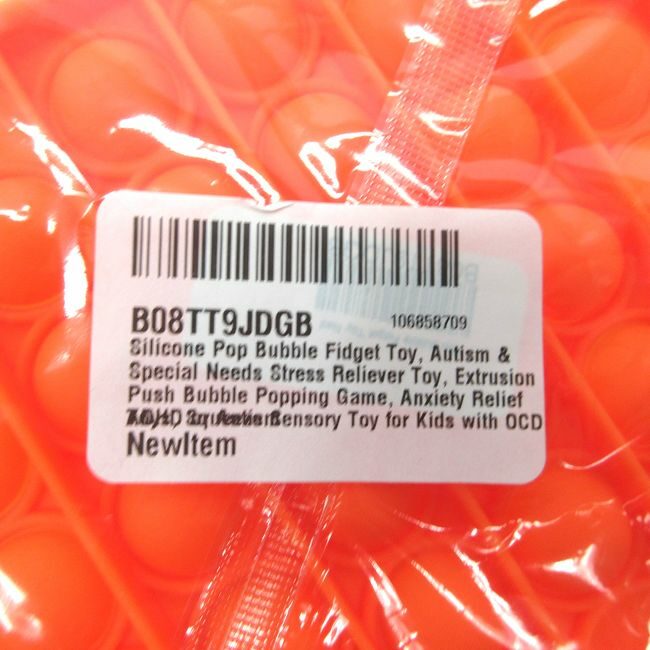 B08TT9JDGB 106858709
Silicone Pop Bubble Fidget Toy, Autism &
Special Needs Stress Reliever Toy, Extrusion
Push Bubble Popping Game, Anxiety Relief
Sensory Toy for Kids with OCD
NewItem